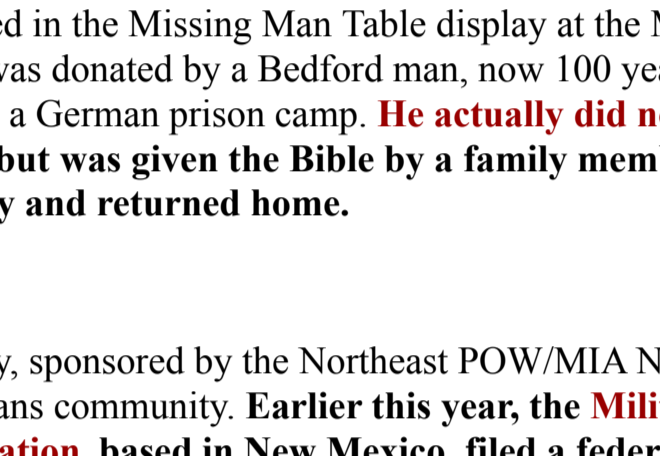 ed in the Missing Man Table display at the M
was donated by a Bedford man, now 100 yea
a German prison camp. He actually did n
but was given the Bible by a family mem
y and returned home.
y, sponsored by the Northeast POW/MIA N
ans community. Earlier this year, the Mili
ation, based in New Mexico, filed a feder